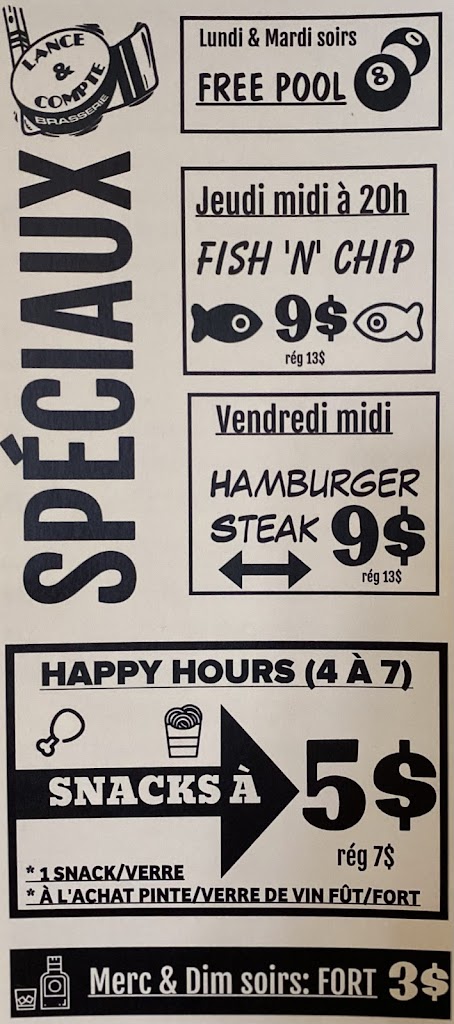 LANCE
&
COMPTE
BRASSERIE
SPÉCIAUX
Lundi & Mardi soirs
FREE POOL
8
1
Jeudi midi à 20h
FISH 'N' CHIP
9$
rég 13$
Vendredi midi
HAMBURGER
STEAK 9$
rég 13$
HAPPY HOURS (4 À 7)
SNACKS À 5$
rég 7$
* 1 SNACK/VERRE
* À L'ACHAT PINTE/VERRE DE VIN FÛT/FORT
Merc & Dim soirs: FORT 3$